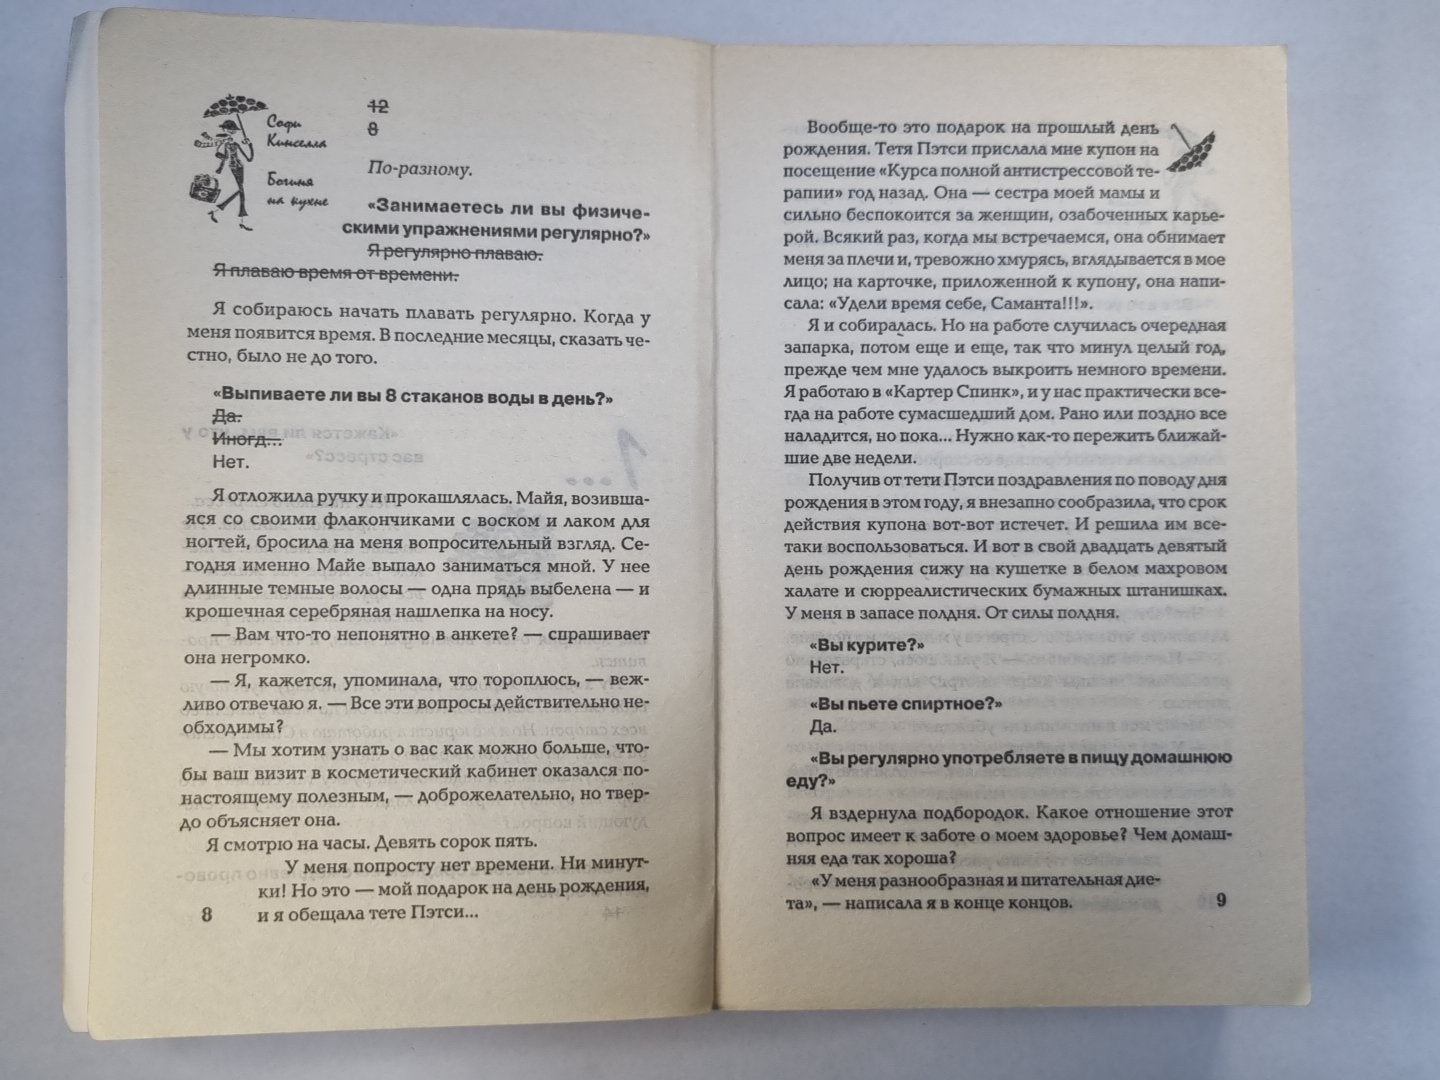 Софи
Кинселла
Богиня
на кухне
12
8
По-разному.
«Занимаетесь ли вы физиче-
скими упражнениями регулярно?»
Я регулярно плаваю.
Я плаваю время от времени.
Я собираюсь начать плавать регулярно. Когда у
меня появится время. В последние месяцы, сказать че-
стно, было не до того.
«Выпиваете ли вы 8 стаканов воды в день?»
Да.
Иногд...
Нет.
Я отложила ручку и прокашлялась. Майя, возивша-
яся со своими флакончиками с воском и лаком для
ногтей, бросила на меня вопросительный взгляд. Се-
годня именно Майе выпало заниматься мной. У нее
длинные темные волосы — одна прядь выбелена — и
крошечная серебряная нашлепка на носу.
— Вам что-то непонятно в анкете? — спрашивает
она негромко.
— Я, кажется, упоминала, что тороплюсь, — веж-
ливо отвечаю я. — Все эти вопросы действительно не-
обходимы?
— Мы хотим узнать о вас как можно больше, что-
бы ваш визит в косметический кабинет оказался по-
настоящему полезным, — доброжелательно, но твер-
до объясняет она.
Я смотрю на часы. Девять сорок пять.
У меня попросту нет времени. Ни минут-
ки! Но это — мой подарок на день рождения,
и я обещала тете Пэтси...
8
Вообще-то это подарок на прошлый день
рождения. Тетя Пэтси прислала мне купон на
посещение «Курса полной антистрессовой те-
рапии» год назад. Она — сестра моей мамы и
сильно беспокоится за женщин, озабоченных карье-
рой. Всякий раз, когда мы встречаемся, она обнимает
меня за плечи и, тревожно хмурясь, вглядывается в мое
лицо; на карточке, приложенной к купону, она напи-
сала: «Удели время себе, Саманта!!!».
Я и собиралась. Но на работе случилась очередная
запарка, потом еще и еще, так что минул целый год,
прежде чем мне удалось выкроить немного времени.
Я работаю в «Картер Спинк», и у нас практически все-
гда на работе сумасшедший дом. Рано или поздно все
наладится, но пока... Нужно как-то пережить ближай-
шие две недели.
Получив от тети Пэтси поздравления по поводу дня
рождения в этом году, я внезапно сообразила, что срок
действия купона вот-вот истечет. И решила им все-
таки воспользоваться. И вот в свой двадцать девятый
день рождения сижу на кушетке в белом махровом
халате и сюрреалистических бумажных штанишках.
У меня в запасе полдня. От силы полдня.
«Вы курите?»
Нет.
«Вы пьете спиртное?»
Да.
«Вы регулярно употребляете в пищу домашнюю
еду?»
Я вздернула подбородок. Какое отношение этот
вопрос имеет к заботе о моем здоровье? Чем домаш-
няя еда так хороша?
«У меня разнообразная и питательная дие-
та», — написала я в конце концов.
9